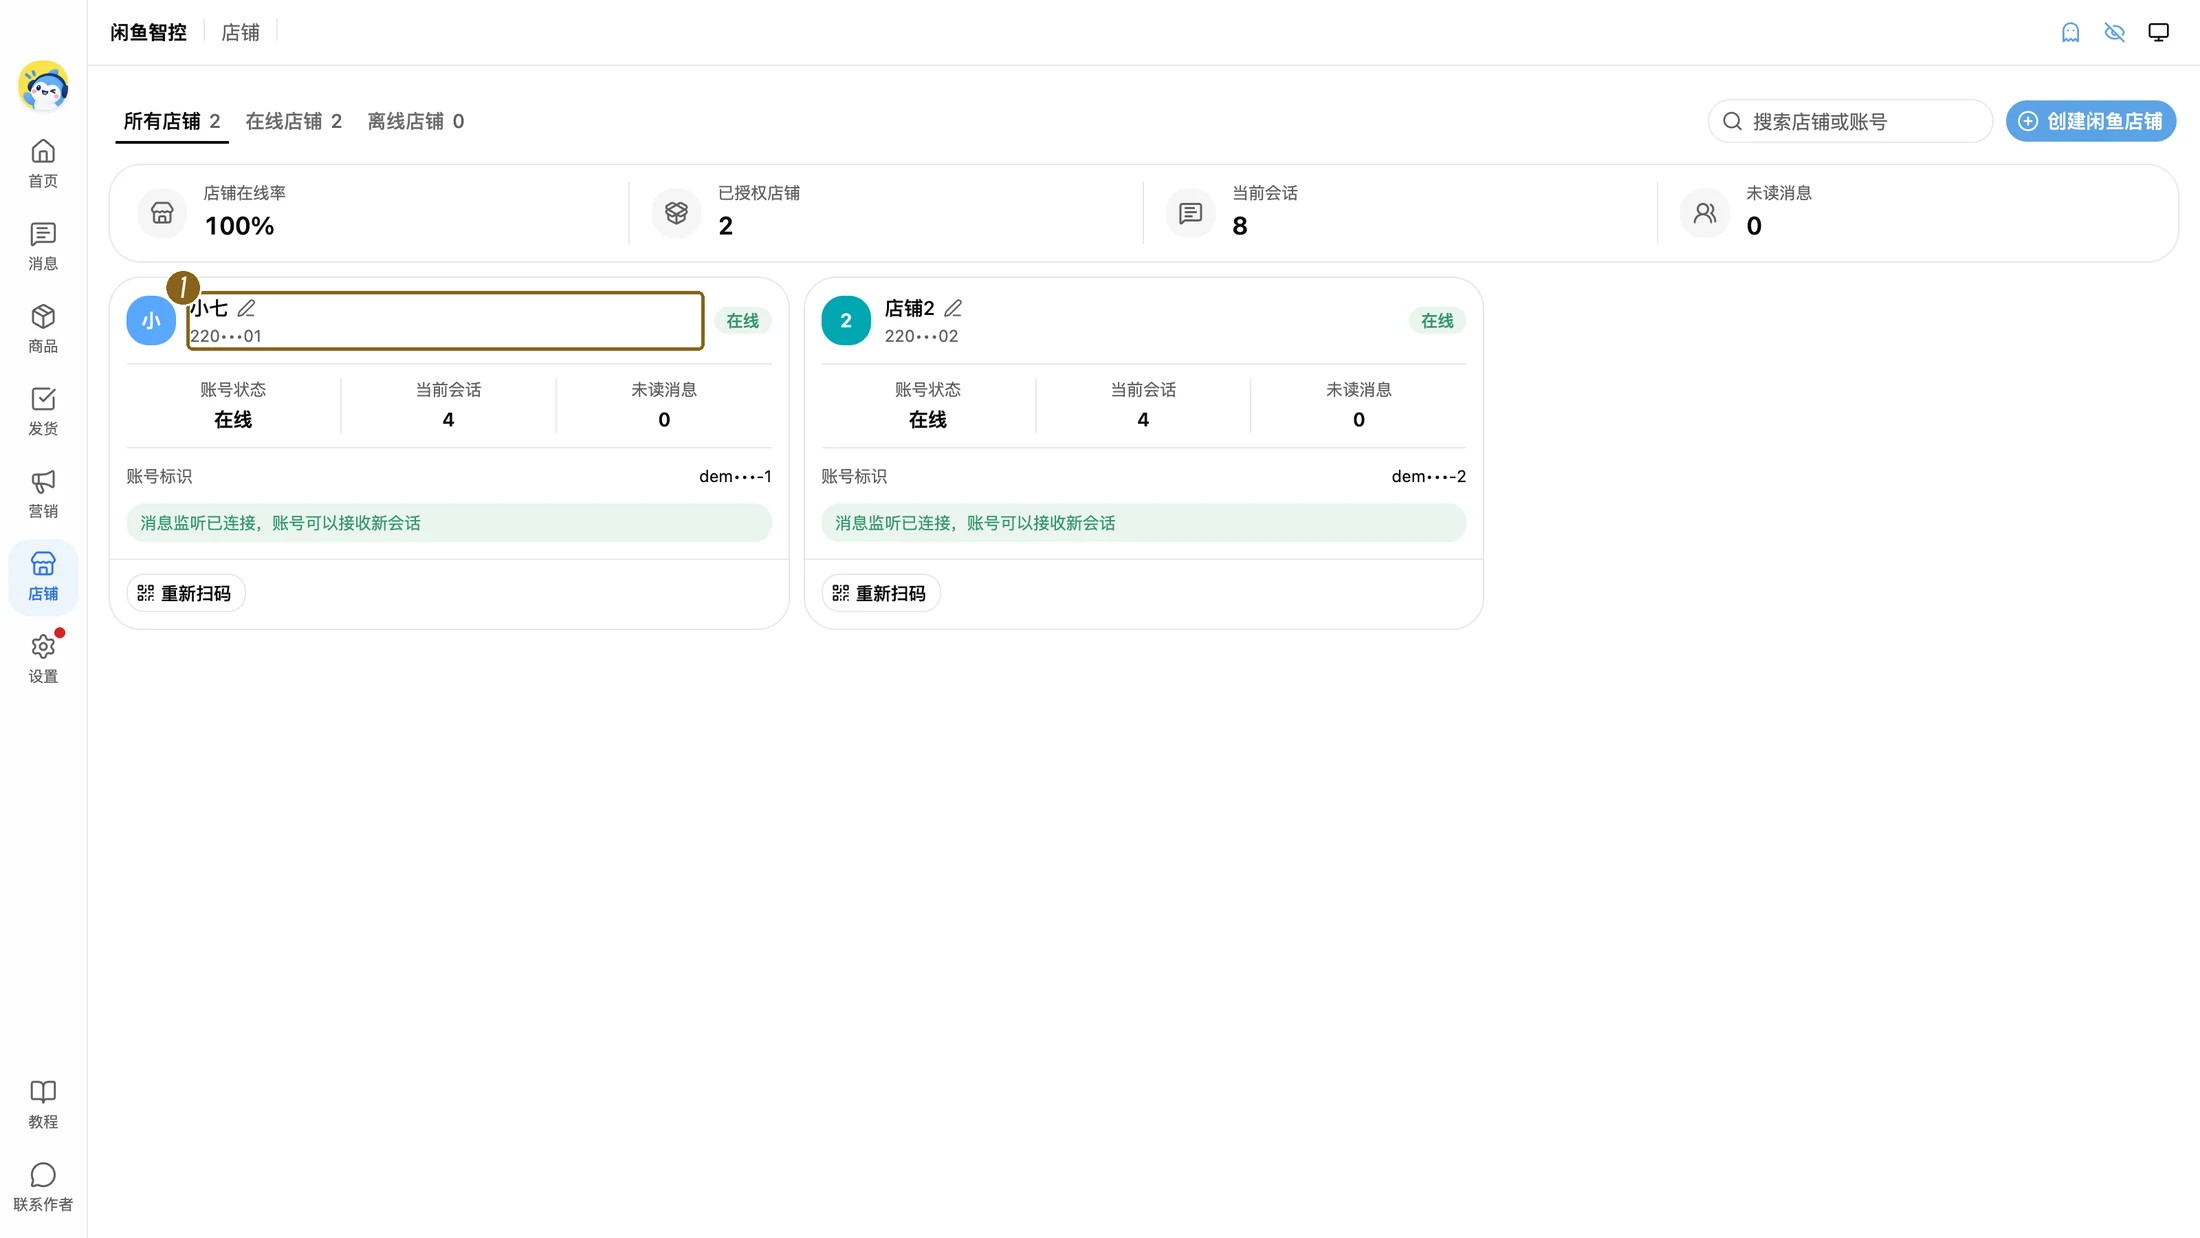 闲鱼智控
店铺
首页
消息
商品
发货
营销
店铺
设置
教程
联系作者
所有店铺 2
在线店铺 2
离线店铺 0
搜索店铺或账号
创建闲鱼店铺
店铺在线率
100%
已授权店铺
2
当前会话
8
未读消息
0
1
小
小七
220•••01
在线
账号状态
在线
当前会话
4
未读消息
0
账号标识
dem•••-1
消息监听已连接，账号可以接收新会话
重新扫码
2
店铺2
220•••02
在线
账号状态
在线
当前会话
4
未读消息
0
账号标识
dem•••-2
消息监听已连接，账号可以接收新会话
重新扫码